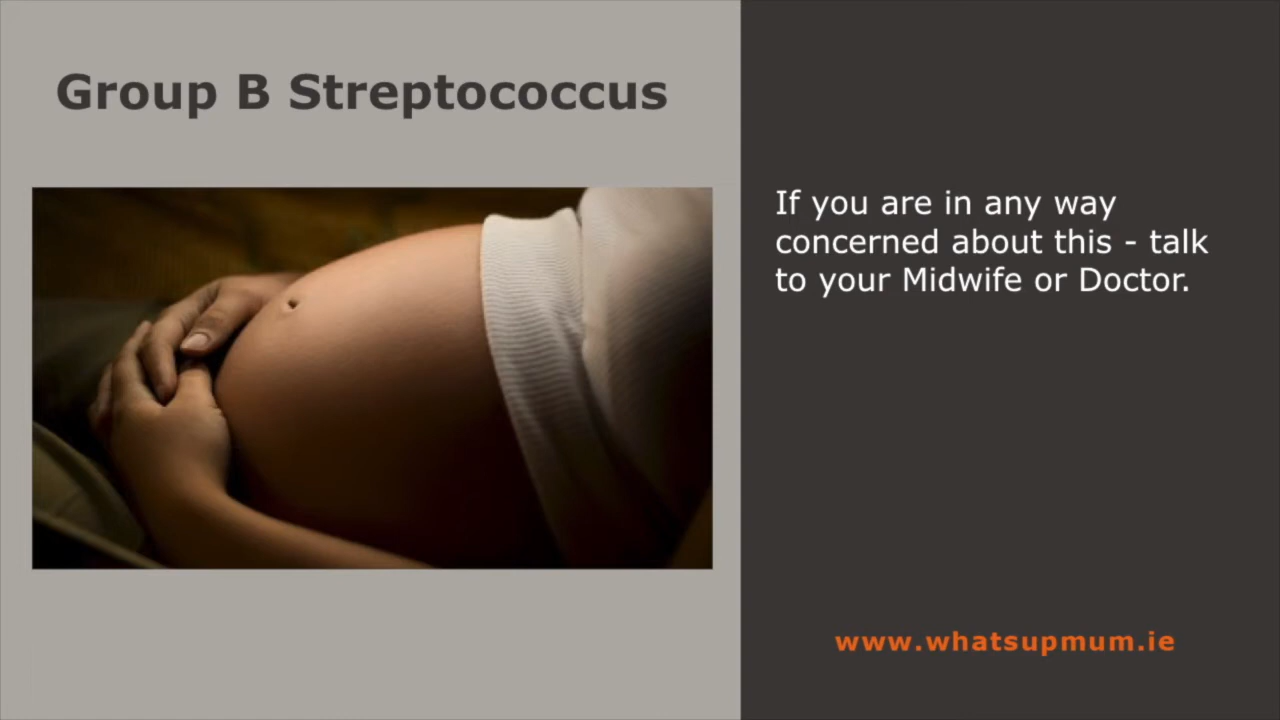 Group B Streptococcus
If you are in any way
concerned about this - talk
to your Midwife or Doctor.
www.whatsupmum.ie